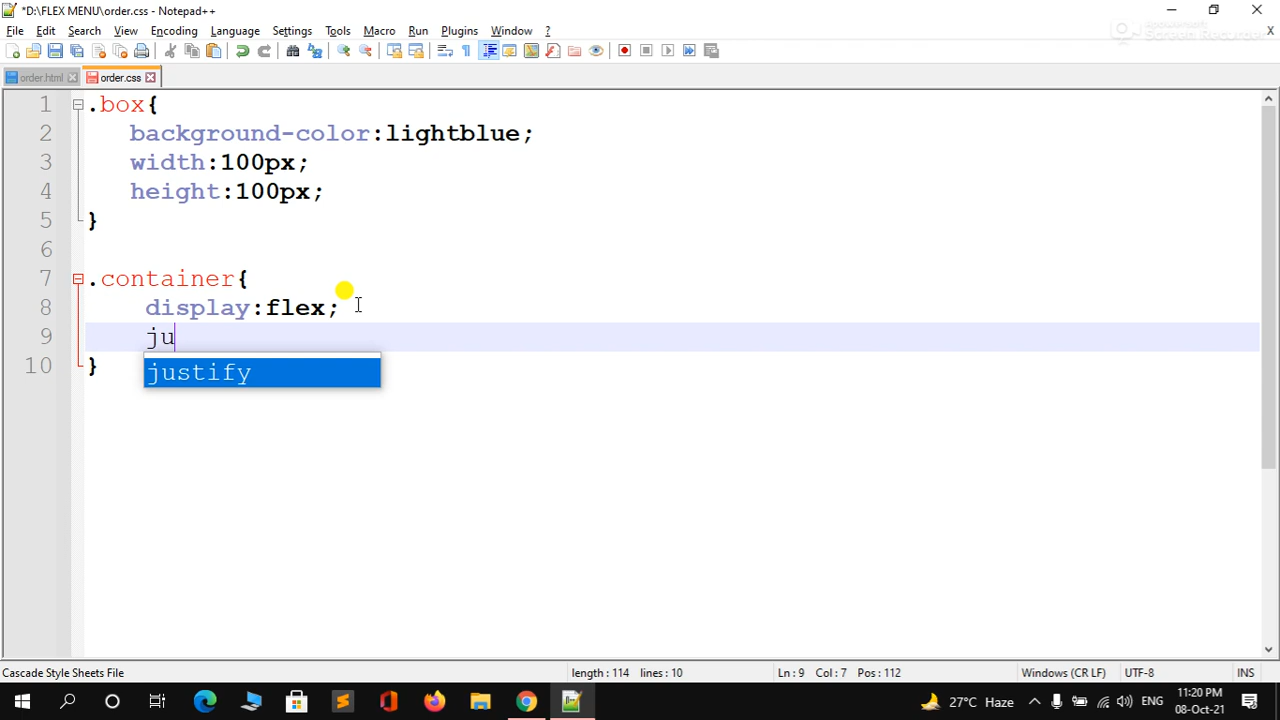 *D:\FLEX MENU\order.css - Notepad++
File Edit Search View Encoding Language Settings Tools Macro Run Plugins Window ? X
Apowersoft
Screen Recorder
order.html order.css
1 .box{
2 background-color:lightblue;
3 width:100px;
4 height:100px;
5 }
6
7 .container{
8 display:flex;
9 ju
justify
10 }
Cascade Style Sheets File length : 114 lines : 10 Ln : 9 Col : 7 Pos : 112 Windows (CR LF) UTF-8 INS
27°C Haze ENG 11:20 PM
08-Oct-21